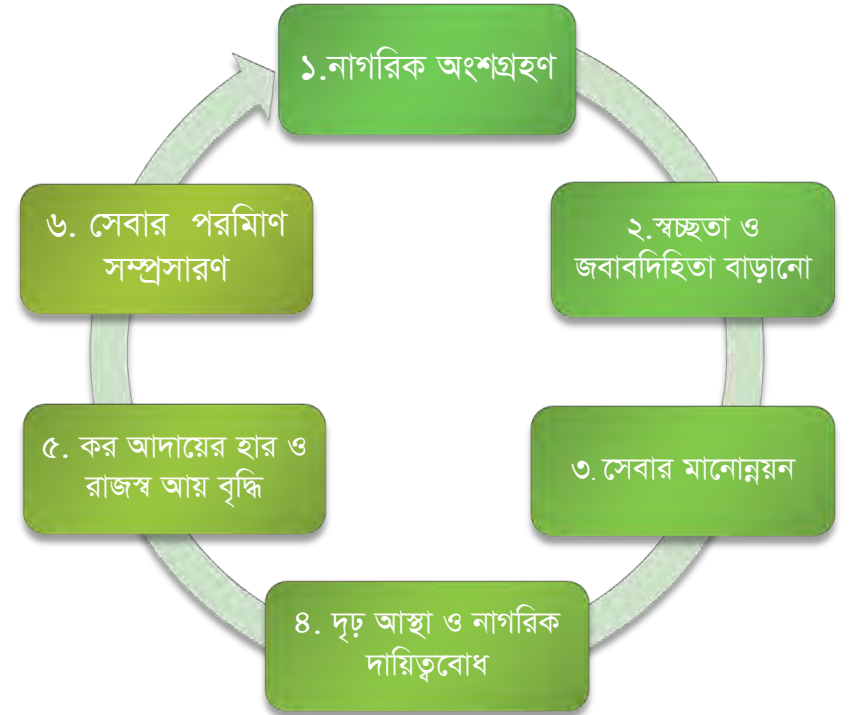 ১.নাগরিক অংশগ্রহণ
২.স্বচ্ছতা ও
জবাবদিহিতা বাড়ানো
৩. সেবার মানোন্নয়ন
৪. দৃঢ় আস্থা ও নাগরিক
দায়িত্ববোধ
৫. কর আদায়ের হার ও
রাজস্ব আয় বৃদ্ধি
৬. সেবার পরমিাণ
সম্প্রসারণ